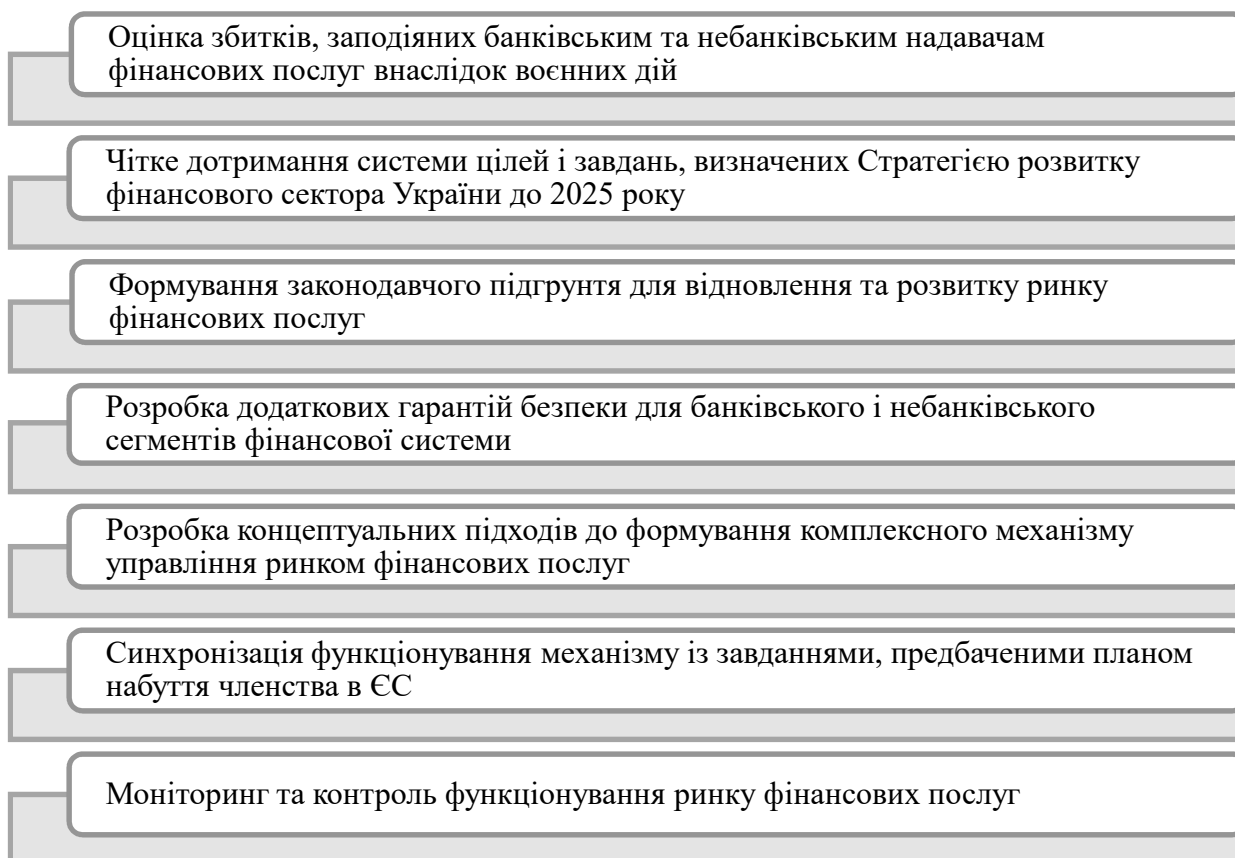 Оцінка збитків, заподіяних банківським та небанківським надавачам
фінансових послуг внаслідок воєнних дій
Чітке дотримання системи цілей і завдань, визначених Стратегією розвитку
фінансового сектора України до 2025 року
Формування законодавчого підгрунтя для відновлення та розвитку ринку
фінансових послуг
Розробка додаткових гарантій безпеки для банківського і небанківського
сегментів фінансової системи
Розробка концептуальних підходів до формування комплексного механізму
управління ринком фінансових послуг
Синхронізація функціонування механізму із завданнями, предбаченими планом
набуття членства в ЄС
Моніторинг та контроль функціонування ринку фінансових послуг